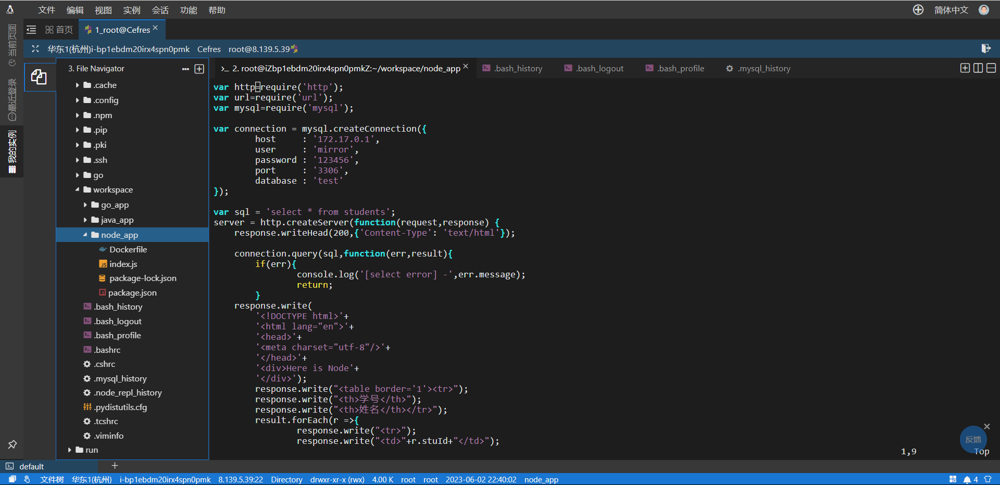 文件 编辑 视图 实例 会话 功能 帮助 简体中文
首页 1_root@Cefres
华东1(杭州)i-bp1ebdm20irx4spn0pmk Cefres root@8.139.5.39
当前页面
最近登录
我的实例
3. File Navigator
.cache
.config
.npm
.pip
.pki
.ssh
go
workspace
go_app
java_app
node_app
Dockerfile
index.js
package-lock.json
package.json
.bash_history
.bash_logout
.bash_profile
.bashrc
.cshrc
.mysql_history
.node_repl_history
.pydistutils.cfg
.tcshrc
.viminfo
run
2. root@iZbp1ebdm20irx4spn0pmkZ:~/workspace/node_app .bash_history .bash_logout .bash_profile .mysql_history
var http=require('http');
var url=require('url');
var mysql=require('mysql');
var connection = mysql.createConnection({
host : '172.17.0.1',
user : 'mirror',
password : '123456',
port : '3306',
database : 'test'
});
var sql = 'select * from students';
server = http.createServer(function(request,response) {
response.writeHead(200,{'Content-Type': 'text/html'});
connection.query(sql,function(err,result){
if(err){
console.log('[select error] -',err.message);
return;
}
response.write(
'<!DOCTYPE html>'+
'<html lang="en">'+
'<head>'+
'<meta charset="utf-8"/>'+
'</head>'+
'<div>Here is Node'+
'</div>');
response.write("<table border='1'><tr>");
response.write("<th>学号</th>");
response.write("<th>姓名</th></tr>");
result.forEach(r =>{
response.write("<tr>");
response.write("<td>"+r.stuId+"</td>");
反馈
1,9 Top
default
文件树 华东1(杭州) i-bp1ebdm20irx4spn0pmk 8.139.5.39:22 Directory drwxr-xr-x (rwx) 4.00 K root root 2023-06-02 22:40:02 node_app 4